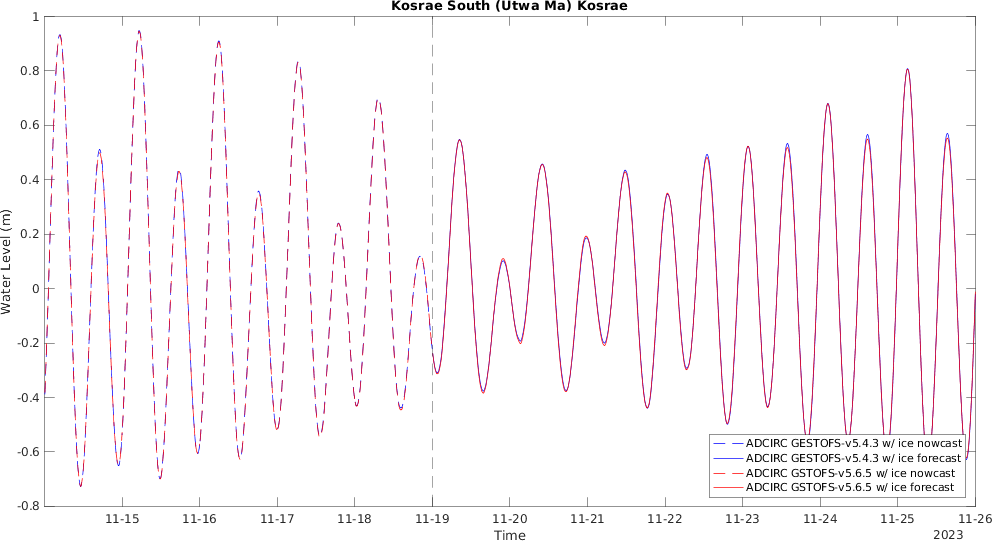 Kosrae South (Utwa Ma) Kosrae
1
0.8
0.6
0.4
0.2
0
-0.2
-0.4
-0.6
-0.8
Water Level (m)
ADCIRC GESTOFS-v5.4.3 w/ ice nowcast
ADCIRC GESTOFS-v5.4.3 w/ ice forecast
ADCIRC GSTOFS-v5.6.5 w/ ice nowcast
ADCIRC GSTOFS-v5.6.5 w/ ice forecast
11-15 11-16 11-17 11-18 11-19 11-20 11-21 11-22 11-23 11-24 11-25 11-26
Time
2023